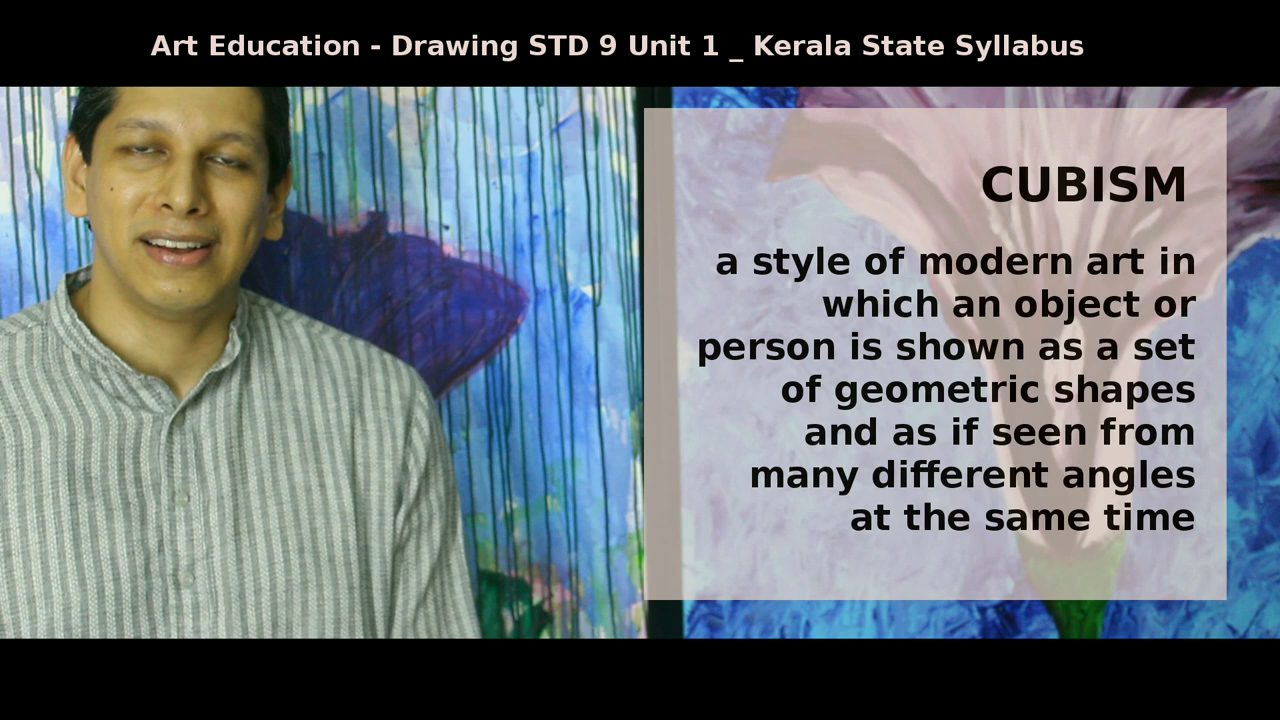 Art Education - Drawing STD 9 Unit 1 _ Kerala State Syllabus
CUBISM
a style of modern art in
which an object or
person is shown as a set
of geometric shapes
and as if seen from
many different angles
at the same time